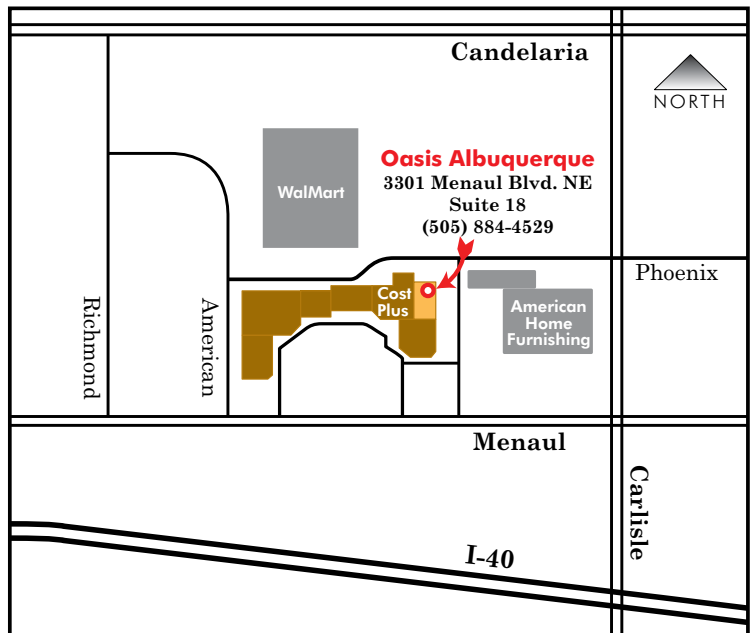 Candelaria
NORTH
Oasis Albuquerque
3301 Menaul Blvd. NE
Suite 18
(505) 884-4529
WalMart
Phoenix
Cost
Plus
American
Home
Furnishing
Richmond
American
Menaul
Carlisle
I-40